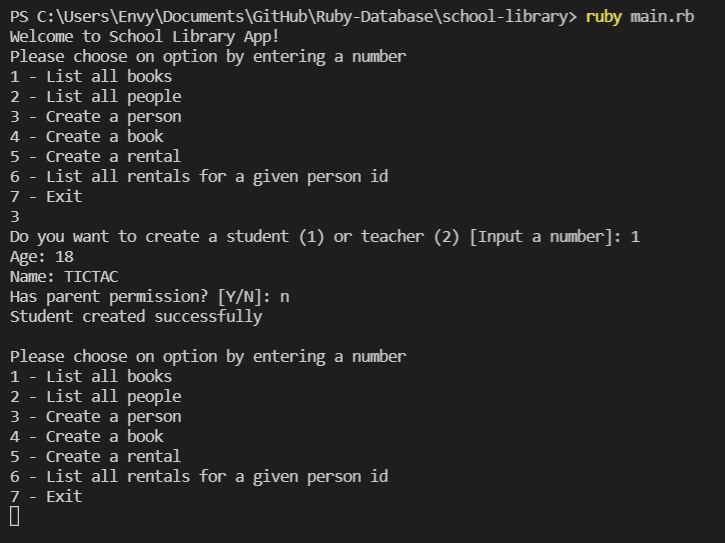 PS C:\Users\Envy\Documents\GitHub\Ruby-Database\school-library> ruby main.rb
Welcome to School Library App!
Please choose on option by entering a number
1 - List all books
2 - List all people
3 - Create a person
4 - Create a book
5 - Create a rental
6 - List all rentals for a given person id
7 - Exit
3
Do you want to create a student (1) or teacher (2) [Input a number]: 1
Age: 18
Name: TICTAC
Has parent permission? [Y/N]: n
Student created successfully

Please choose on option by entering a number
1 - List all books
2 - List all people
3 - Create a person
4 - Create a book
5 - Create a rental
6 - List all rentals for a given person id
7 - Exit